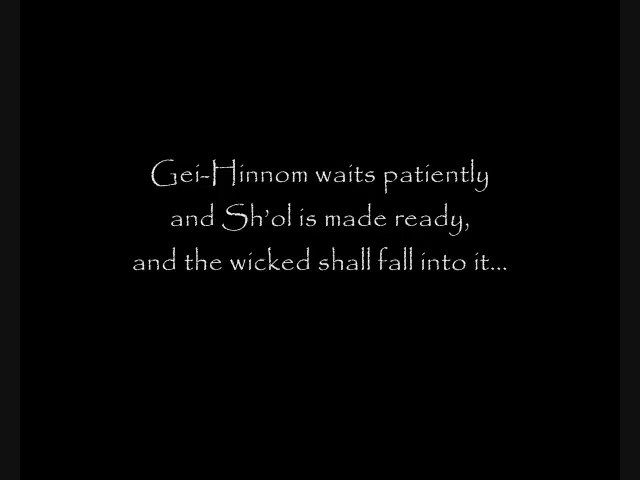 Gei-Hinnom waits patiently
and Sh'ol is made ready,
and the wicked shall fall into it...